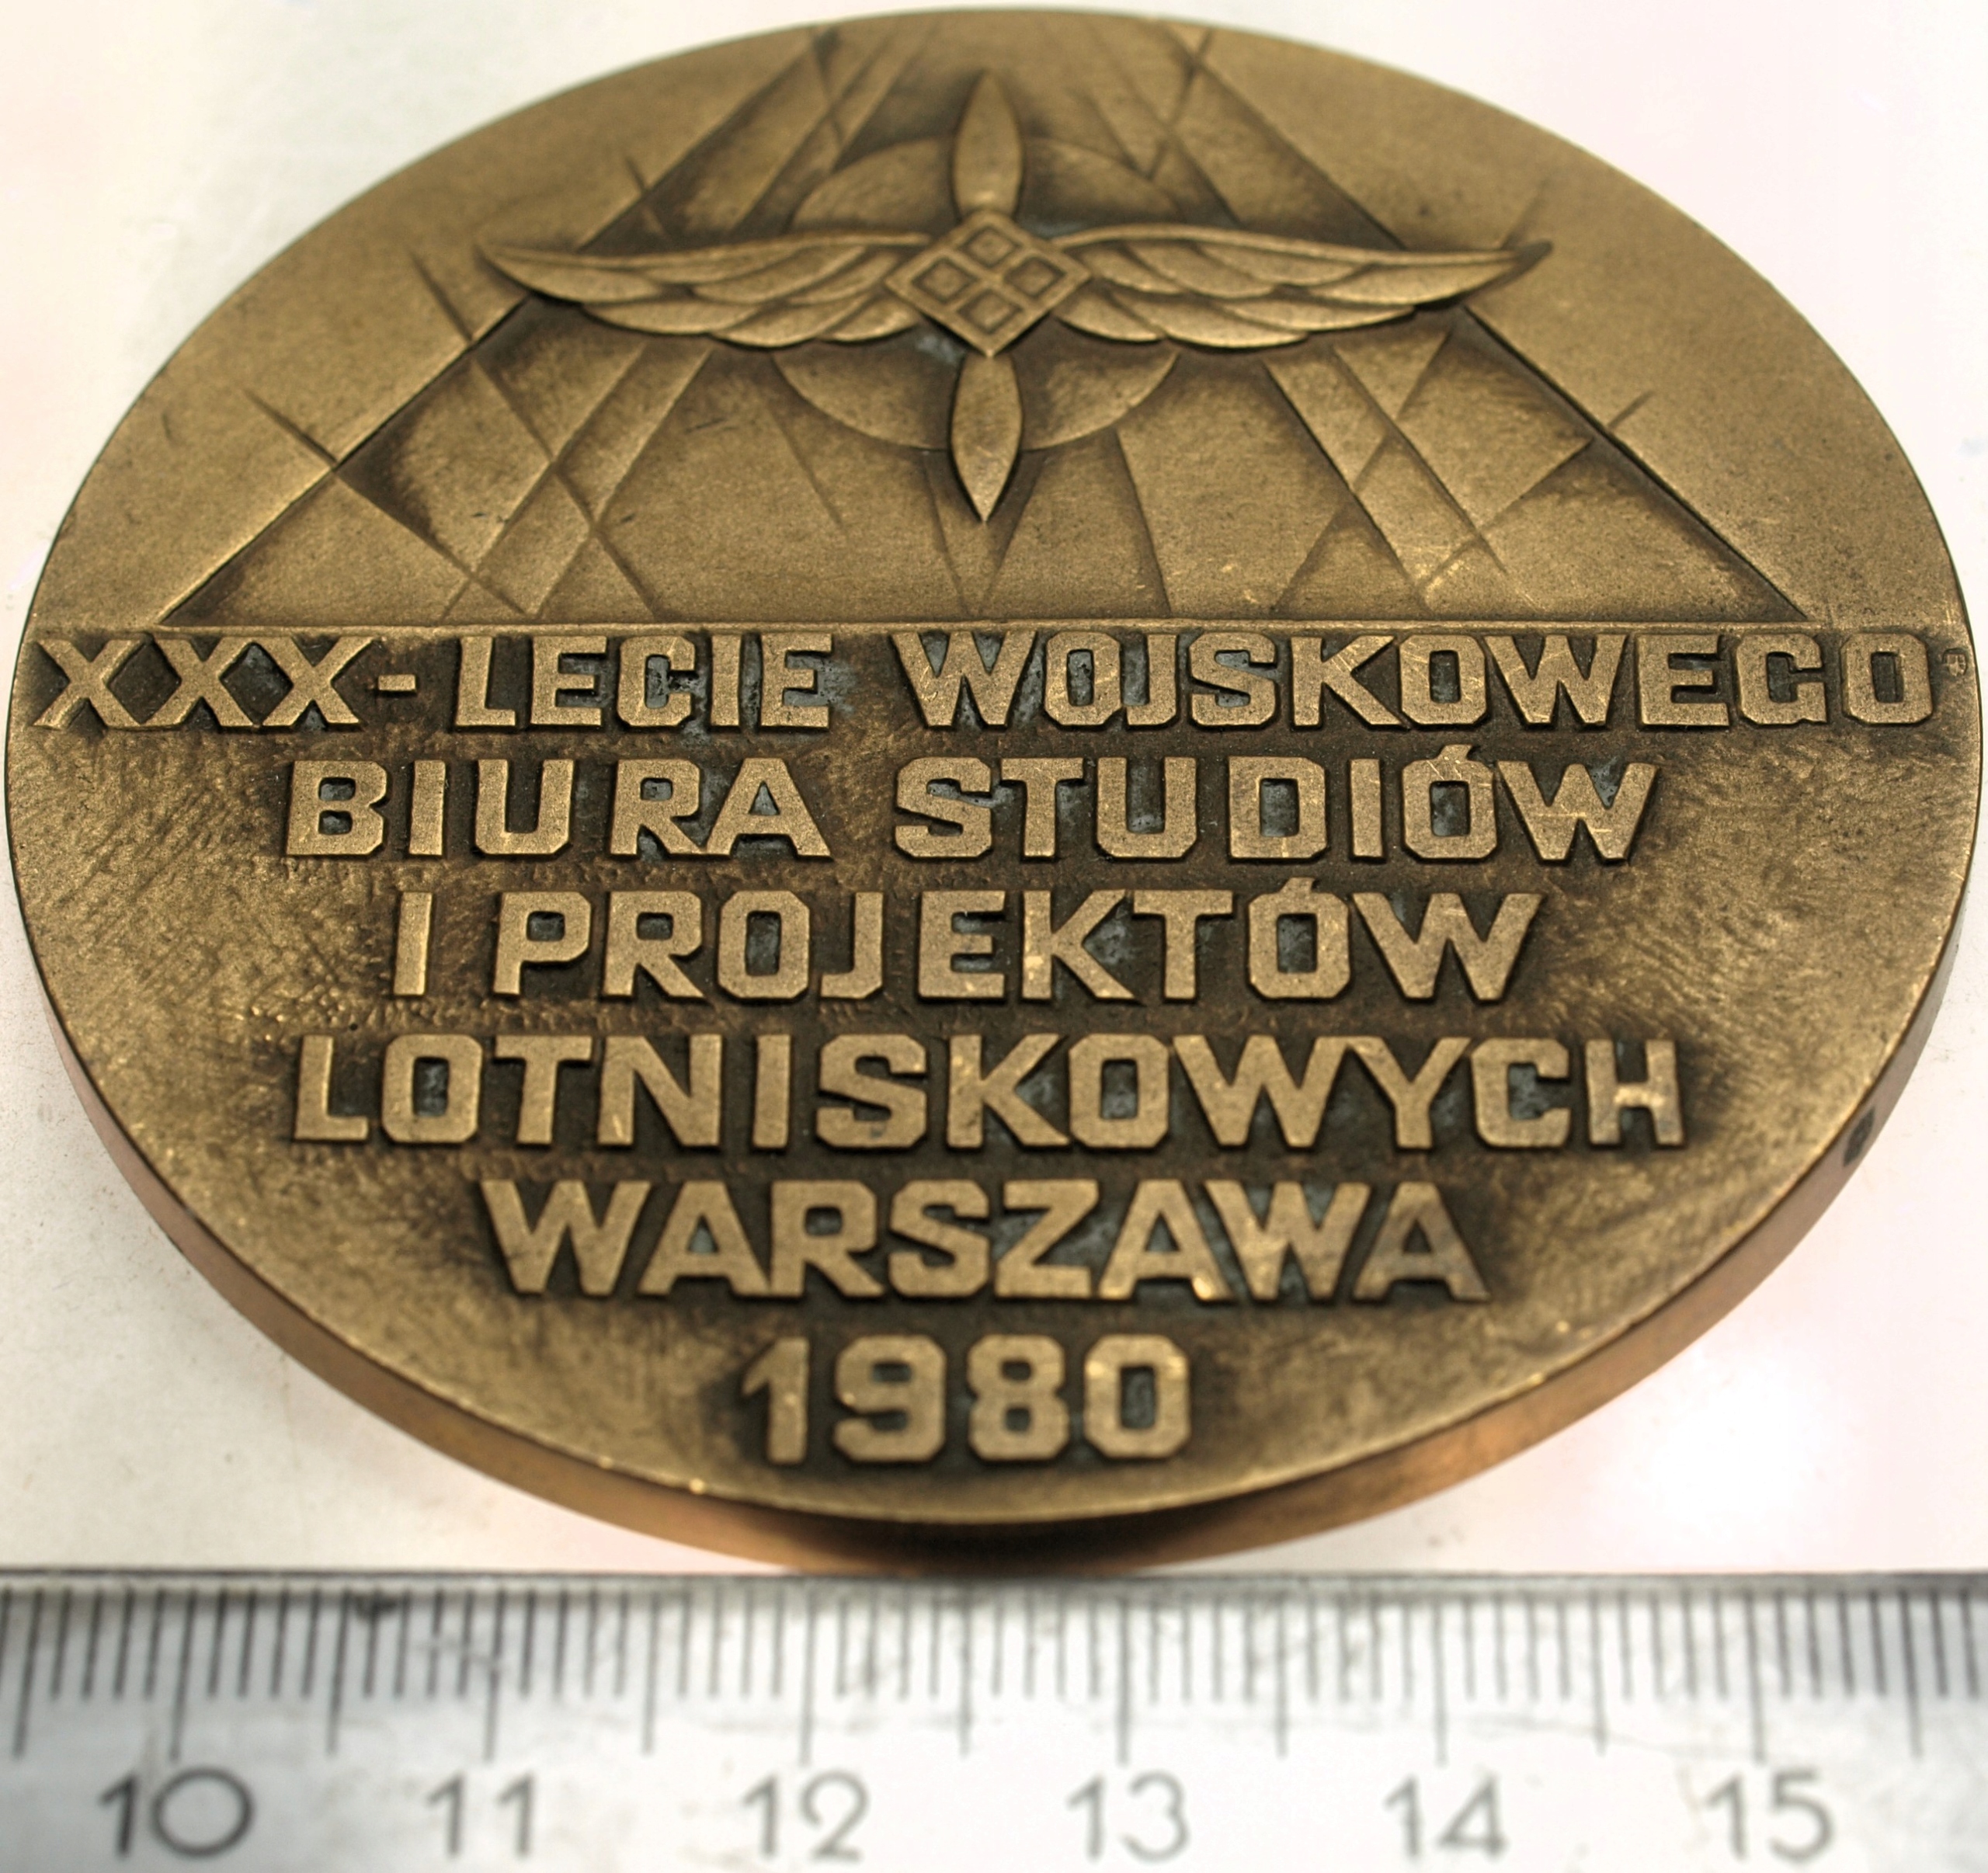 XXX-LECIE WOJSKOWEGO
BIURA STUDIÓW
I PROJEKTÓW
LOTNISKOWYCH
WARSZAWA
1980
10 11 12 13 14 15